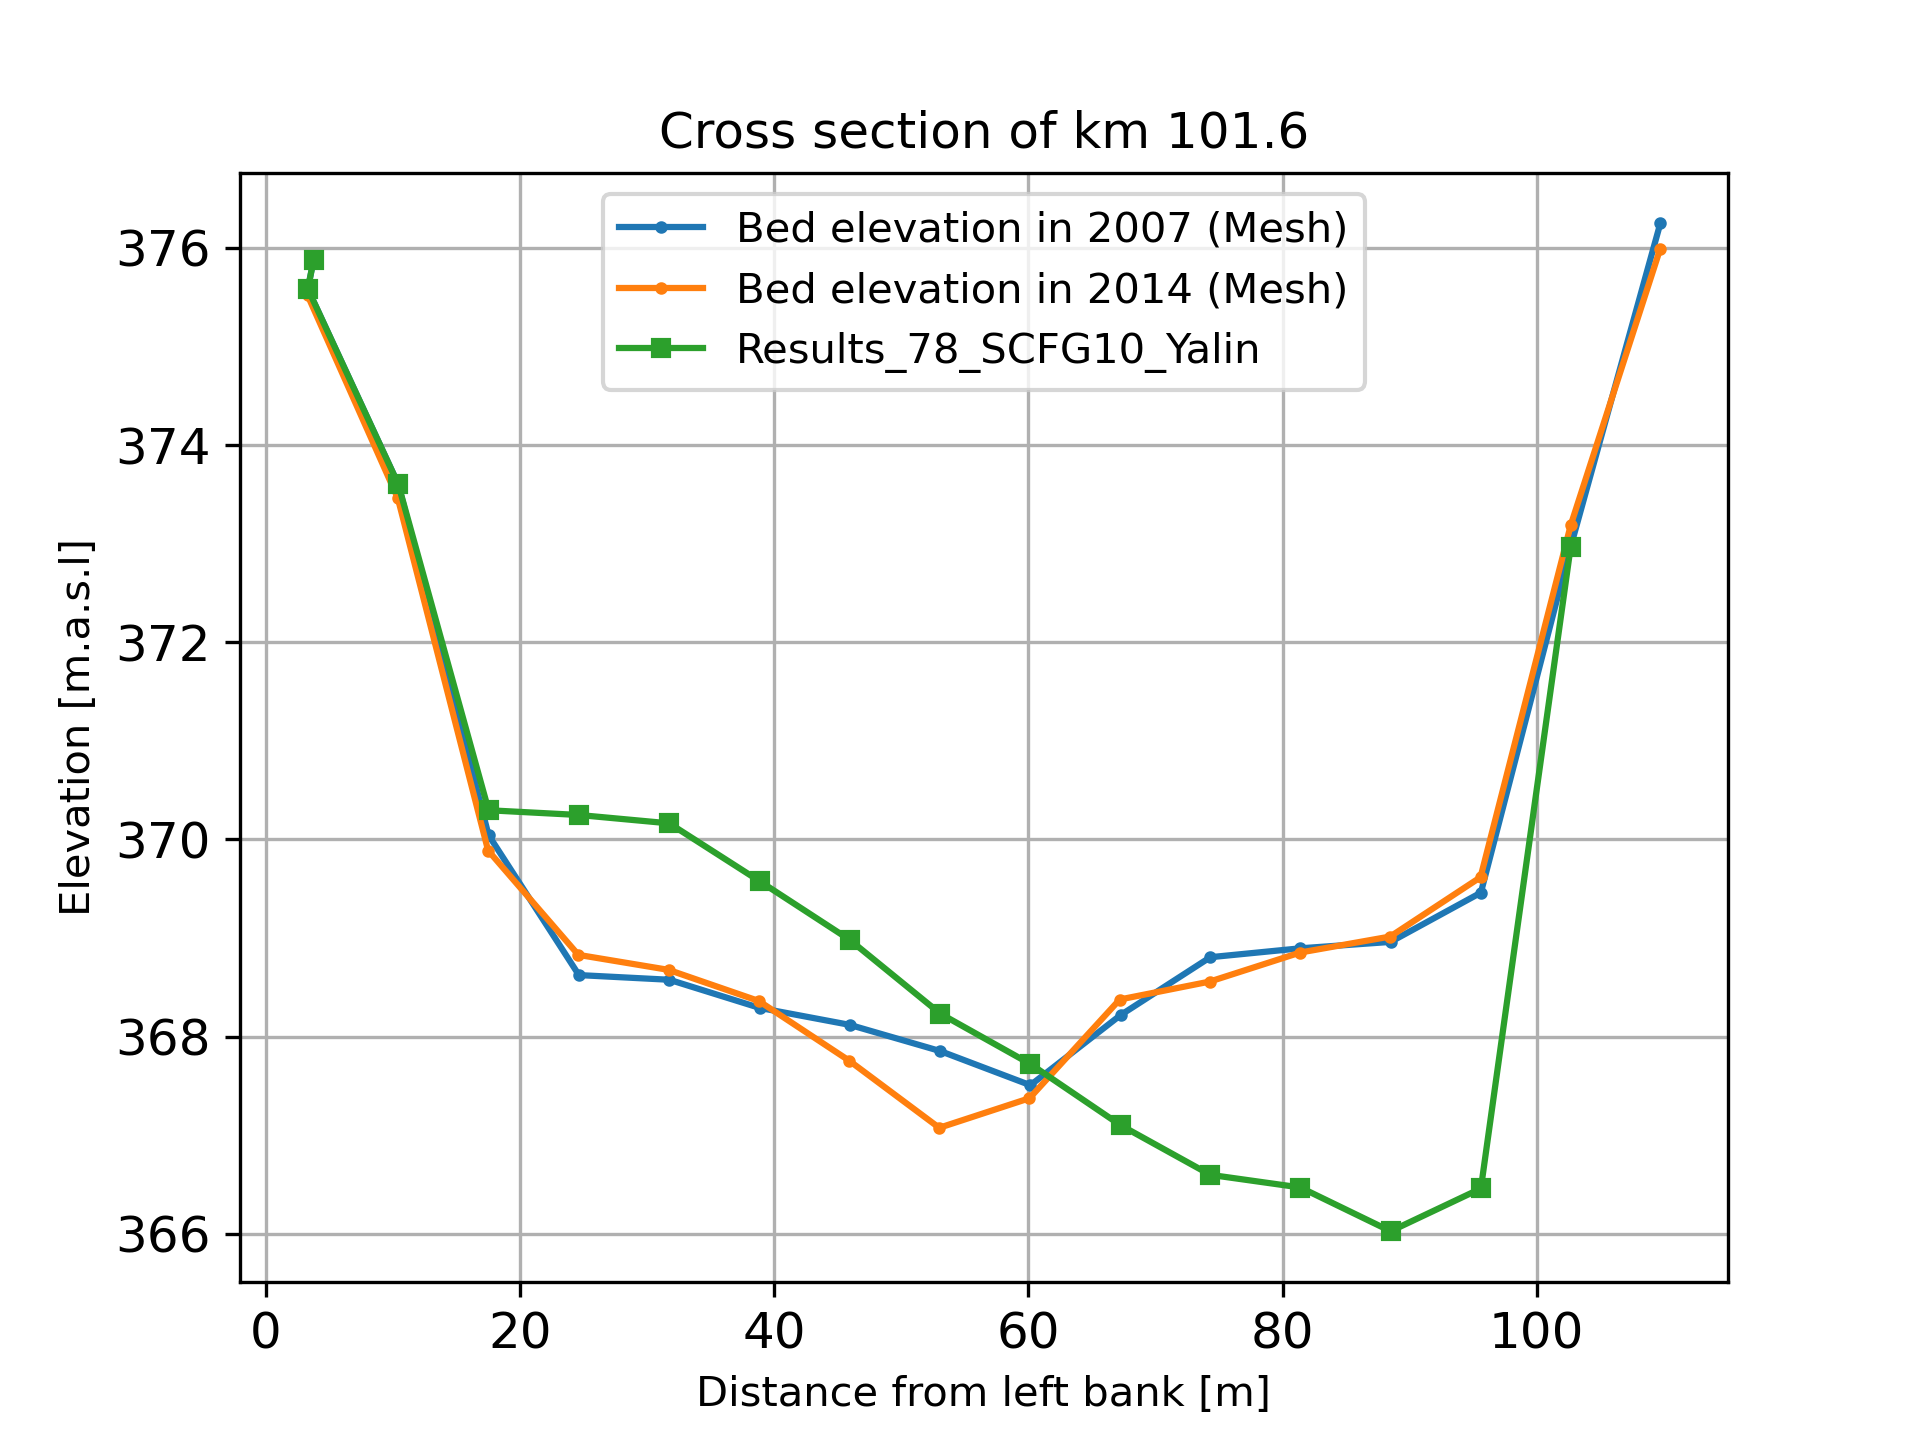 Cross section of km 101.6
Bed elevation in 2007 (Mesh)
Bed elevation in 2014 (Mesh)
Results_78_SCFG10_Yalin
376
374
372
370
368
366
Elevation [m.a.s.l]
0 20 40 60 80 100
Distance from left bank [m]